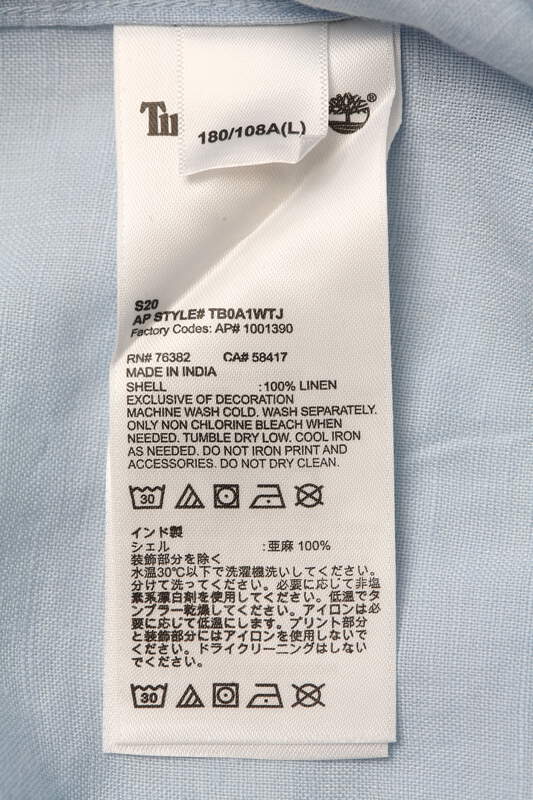 180/108A(L)
®
S20
AP STYLE# TB0A1WTJ
Factory Codes: AP# 1001390
RN# 76382 CA# 58417
MADE IN INDIA
SHELL :100% LINEN
EXCLUSIVE OF DECORATION
MACHINE WASH COLD. WASH SEPARATELY.
ONLY NON CHLORINE BLEACH WHEN
NEEDED. TUMBLE DRY LOW. COOL IRON
AS NEEDED. DO NOT IRON PRINT AND
ACCESSORIES. DO NOT DRY CLEAN.
30
インド製
シェル :亜麻 100%
装飾部分を除く
水温30℃以下で洗濯機洗いしてください。
分けて洗ってください。必要に応じて非塩
素系漂白剤を使用してください。低温でタ
ンブラー乾燥してください。アイロンは必
要に応じて低温にします。プリント部分
と装飾部分にはアイロンを使用しないで
ください。ドライクリーニングはしない
でください。
30